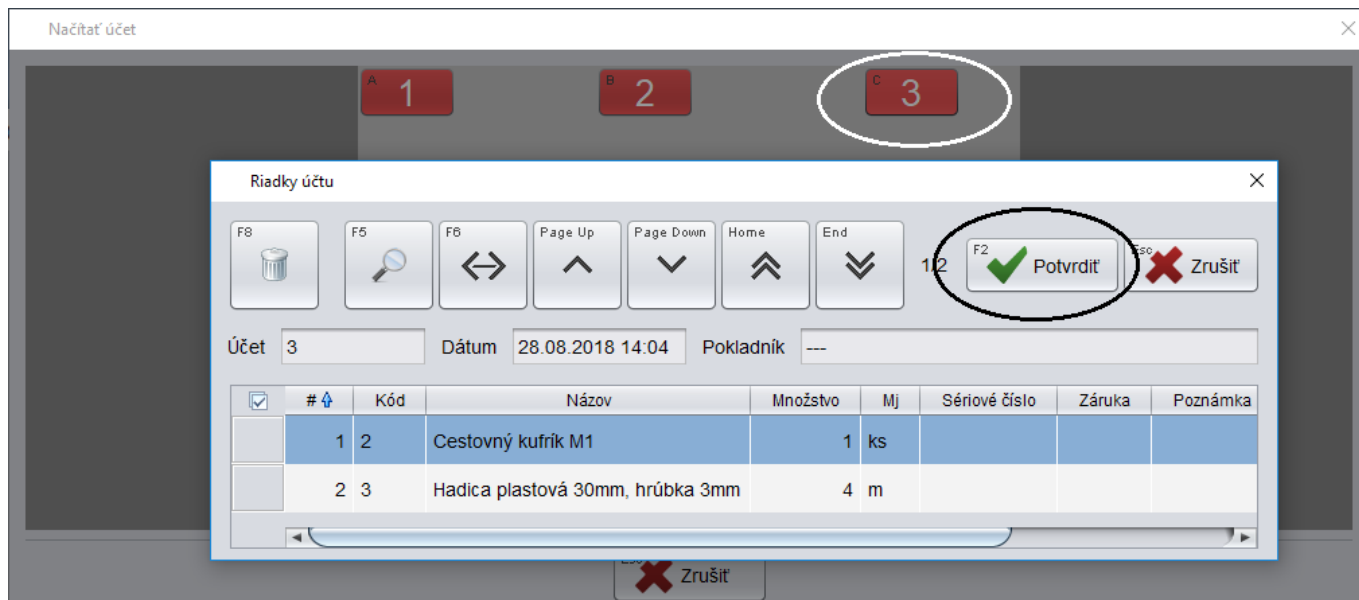 Načítať účet
A 1 B 2 C 3
Riadky účtu
F8 F5 F6 Page Up Page Down Home End 1/2 F2 Potvrdiť Esc Zrušiť
Účet 3 Dátum 28.08.2018 14:04 Pokladník ---
# Kód Názov Množstvo Mj Sériové číslo Záruka Poznámka
1 2 Cestovný kufrík M1 1 ks
2 3 Hadica plastová 30mm, hrúbka 3mm 4 m
Esc Zrušiť